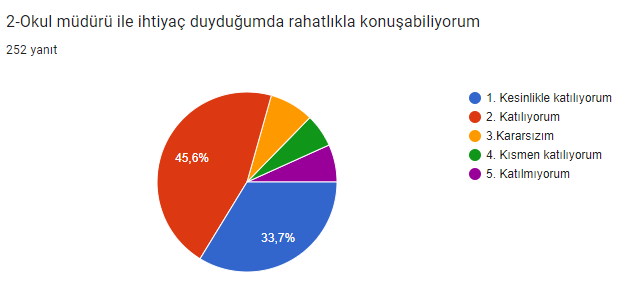 2-Okul müdürü ile ihtiyaç duyduğumda rahatlıkla konuşabiliyorum
252 yanıt
1. Kesinlikle katılıyorum
2. Katılıyorum
3.Kararsızım
4. Kısmen katılıyorum
5. Katılmıyorum
45,6%
33,7%